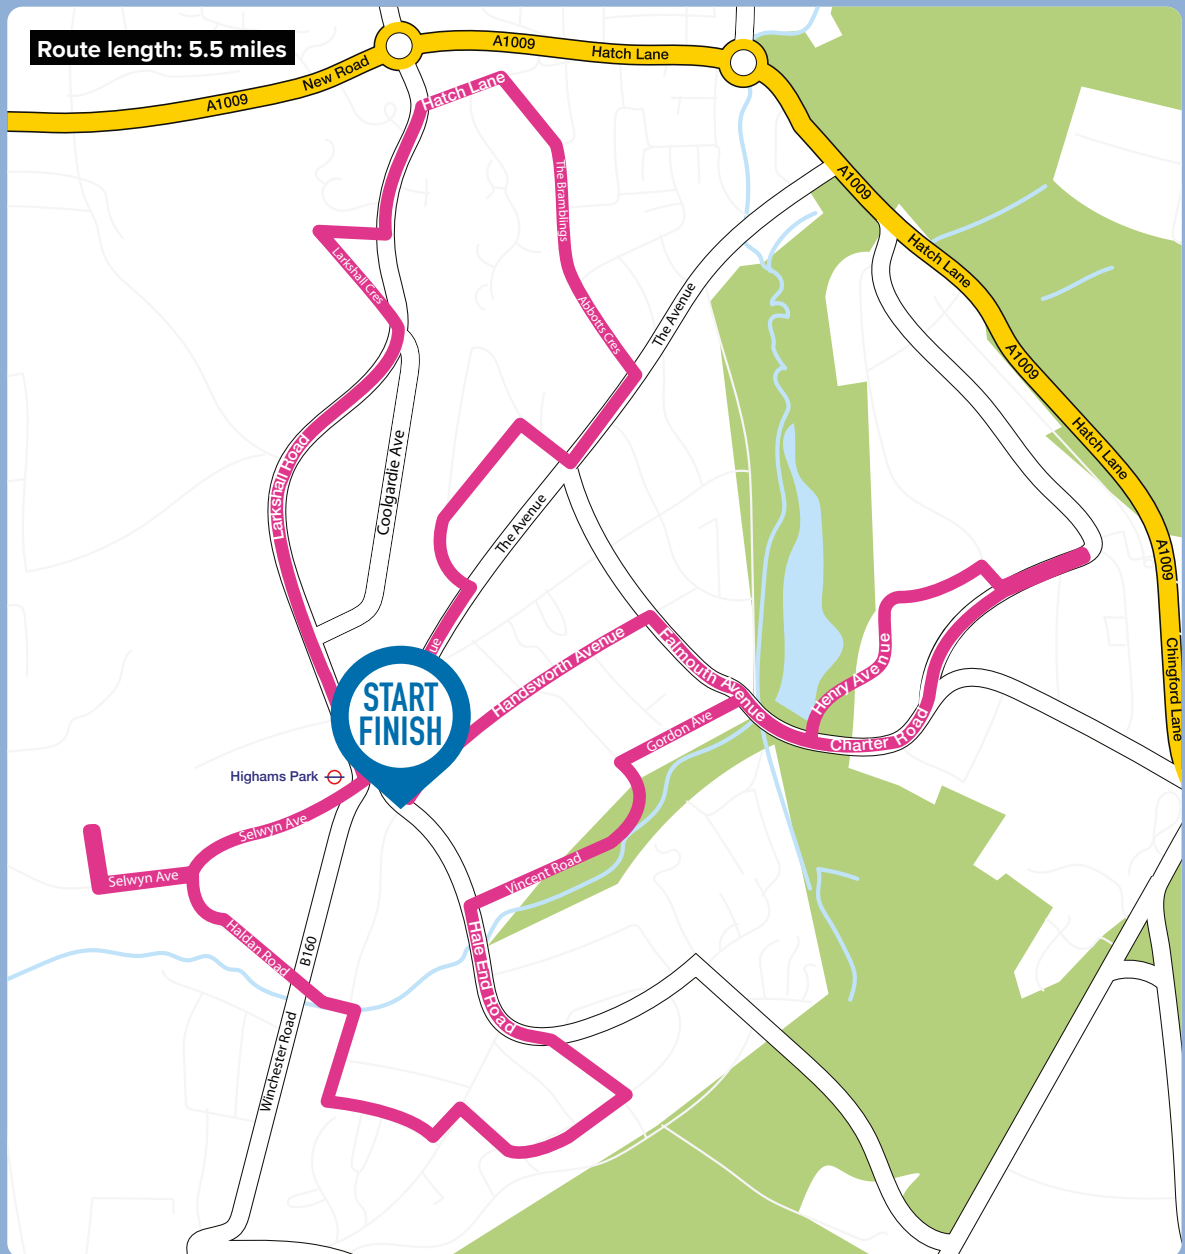 Route length: 5.5 miles
A1009
New Road
A1009
Hatch Lane
Hatch Lane
The Bramblings
A1009
Hatch Lane
Larkshall Cres
Abbotts Cres
The Avenue
A1009
Hatch Lane
Larkshall Road
Coolgardie Ave
The Avenue
A1009
Chingford Lane
ue
Handsworth Avenue
Falmouth Avenue
Henry Avenue
START
FINISH
Gordon Ave
Charter Road
Highams Park
Selwyn Ave
Selwyn Ave
Vincent Road
Haldan Road
B160
Hale End Road
Winchester Road